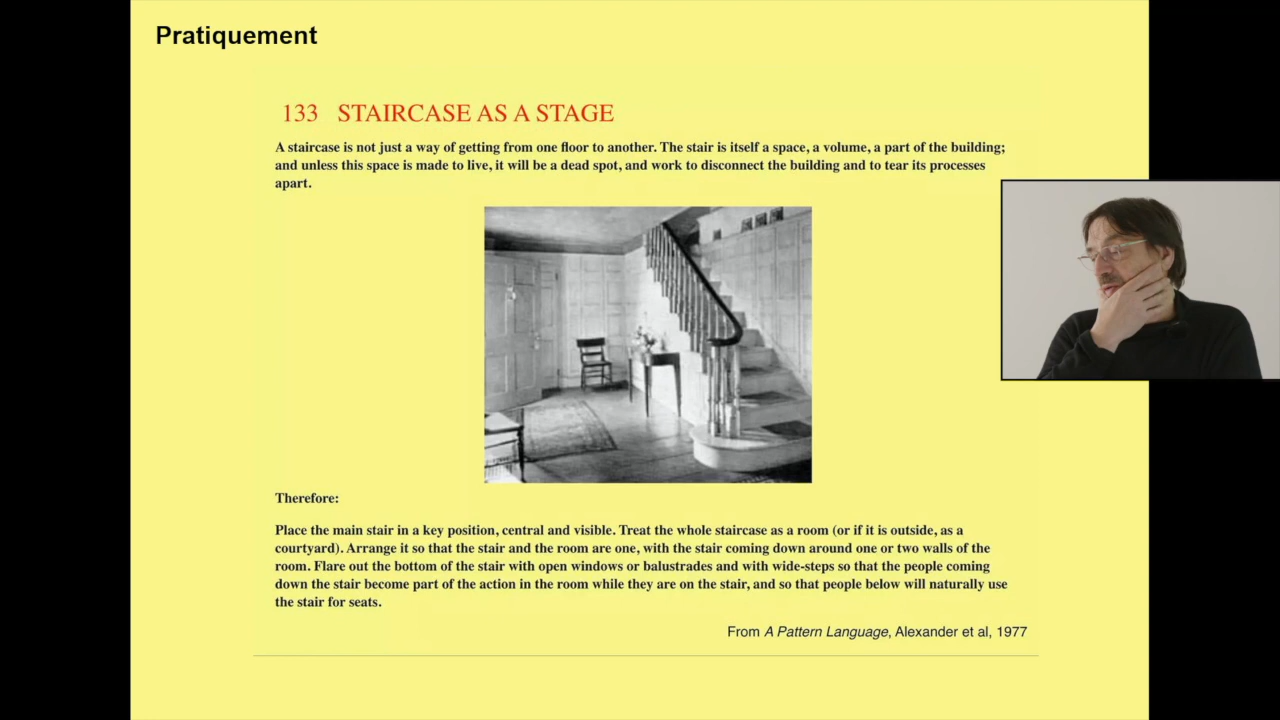 Pratiquement
133 STAIRCASE AS A STAGE
A staircase is not just a way of getting from one floor to another. The stair is itself a space, a volume, a part of the building;
and unless this space is made to live, it will be a dead spot, and work to disconnect the building and to tear its processes
apart.
Therefore:
Place the main stair in a key position, central and visible. Treat the whole staircase as a room (or if it is outside, as a
courtyard). Arrange it so that the stair and the room are one, with the stair coming down around one or two walls of the
room. Flare out the bottom of the stair with open windows or balustrades and with wide-steps so that the people coming
down the stair become part of the action in the room while they are on the stair, and so that people below will naturally use
the stair for seats.
From A Pattern Language, Alexander et al, 1977